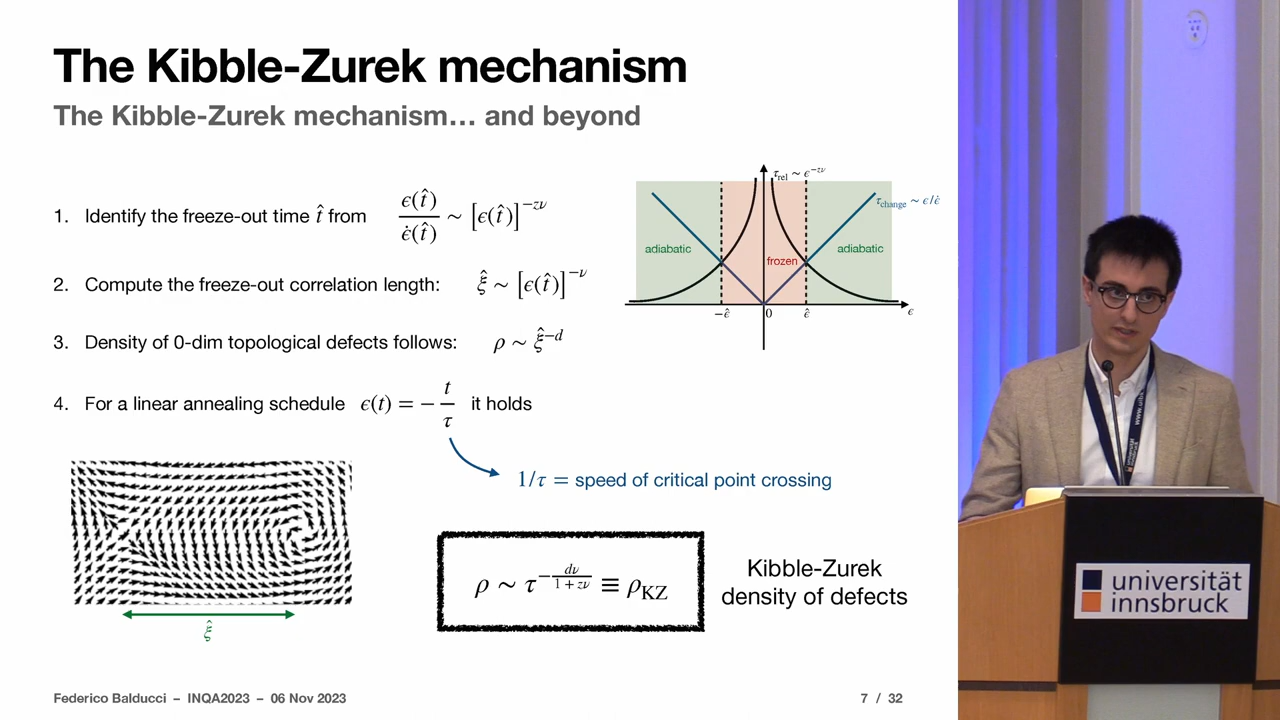 The Kibble-Zurek mechanism
The Kibble-Zurek mechanism… and beyond
1. Identify the freeze-out time t̂ from ϵ(t̂)/ϵ̇(t̂) ∼ [ϵ(t̂)]^{−zν}
2. Compute the freeze-out correlation length: ξ̂ ∼ [ϵ(t̂)]^{−ν}
3. Density of 0-dim topological defects follows: ρ ∼ ξ̂^{−d}
4. For a linear annealing schedule ϵ(t) = −t/τ it holds
1/τ = speed of critical point crossing
τ_rel ∼ ϵ^{−zν}
τ_change ∼ ϵ/ϵ̇
adiabatic
frozen
adiabatic
−ϵ̂
0
ϵ̂
ϵ
ξ̂
ρ ∼ τ^{−dν/(1 + zν)} ≡ ρ_KZ
Kibble-Zurek
density of defects
Federico Balducci – INQA2023 – 06 Nov 2023
7 / 32
www.uibk
universität
innsbruck